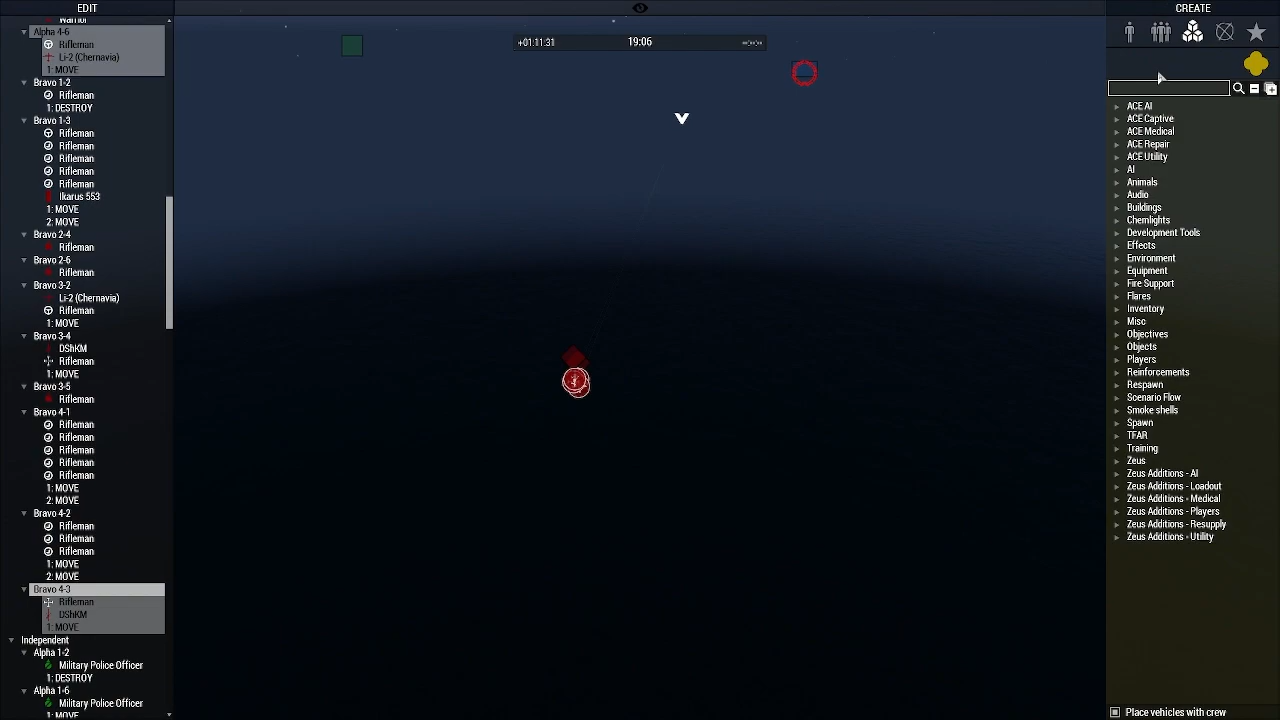 EDIT
CREATE
+01:11:31
19:06
Warrior
Alpha 4-6
Rifleman
Li-2 (Chernavia)
1: MOVE
Bravo 1-2
Rifleman
1: DESTROY
Bravo 1-3
Rifleman
Rifleman
Rifleman
Rifleman
Rifleman
Ikarus 553
1: MOVE
2: MOVE
Bravo 2-4
Rifleman
Bravo 2-6
Rifleman
Bravo 3-2
Li-2 (Chernavia)
Rifleman
1: MOVE
Bravo 3-4
DShKM
Rifleman
1: MOVE
Bravo 3-5
Rifleman
Bravo 4-1
Rifleman
Rifleman
Rifleman
Rifleman
Rifleman
1: MOVE
2: MOVE
Bravo 4-2
Rifleman
Rifleman
Rifleman
1: MOVE
2: MOVE
Bravo 4-3
Rifleman
DShKM
1: MOVE
Independent
Alpha 1-2
Military Police Officer
1: DESTROY
Alpha 1-6
Military Police Officer
1: MOVE
ACE AI
ACE Captive
ACE Medical
ACE Repair
ACE Utility
AI
Animals
Audio
Buildings
Chemlights
Development Tools
Effects
Environment
Equipment
Fire Support
Flares
Inventory
Misc
Objectives
Objects
Players
Reinforcements
Respawn
Scenario Flow
Smoke shells
Spawn
TFAR
Training
Zeus
Zeus Additions - AI
Zeus Additions - Loadout
Zeus Additions - Medical
Zeus Additions - Players
Zeus Additions - Resupply
Zeus Additions - Utility
Place vehicles with crew